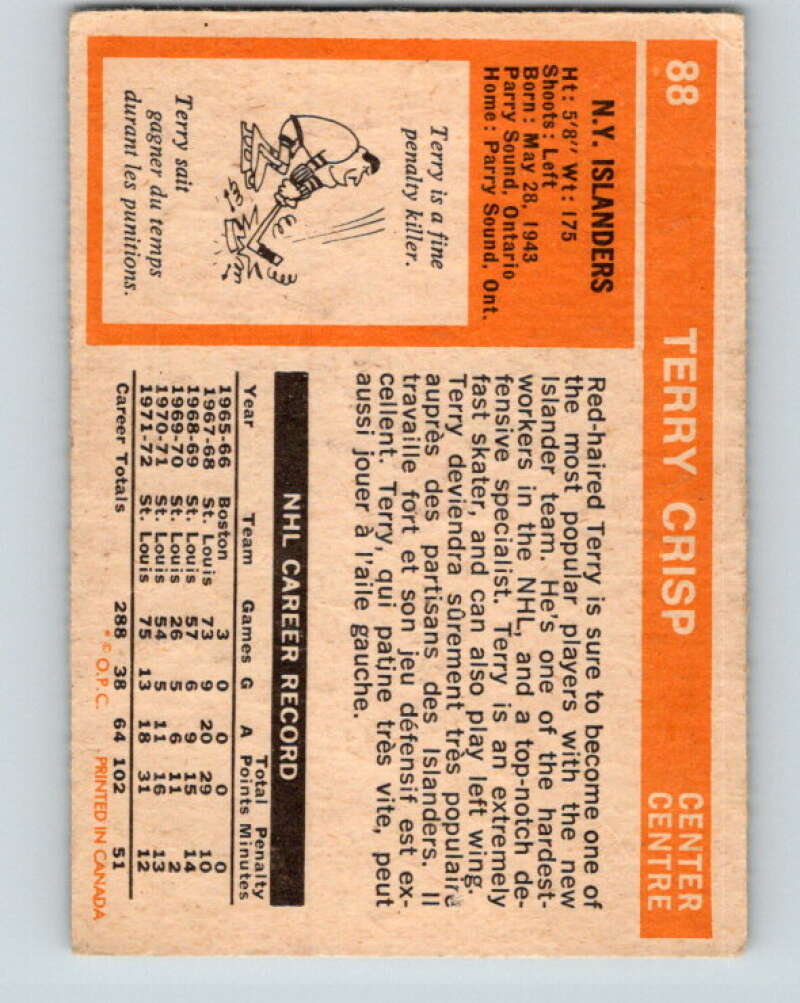 88
TERRY CRISP
CENTER
CENTRE
N.Y. ISLANDERS
Ht: 5'8" Wt: 175
Shoots: Left
Born: May 28, 1943
Parry Sound, Ontario
Home: Parry Sound, Ont.
Terry is a fine
penalty killer.
Terry sait
gagner du temps
durant les punitions.
Red-haired Terry is sure to become one of
the most popular players with the new
Islander team. He's one of the hardest-
workers in the NHL, and a top-notch de-
fensive specialist. Terry is an extremely
fast skater, and can also play left wing.
Terry deviendra sûrement très populaire
auprès des partisans des Islanders. Il
travaille fort et son jeu défensif est ex-
cellent. Terry, qui patine très vite, peut
aussi jouer à l'aile gauche.
NHL CAREER RECORD
Total Penalty
Year Team Games G A Points Minutes
1965-66 Boston 3 0 0 0 0
1967-68 St. Louis 73 9 20 29 10
1968-69 St. Louis 57 6 9 15 14
1969-70 St. Louis 26 5 6 11 2
1970-71 St. Louis 54 5 11 16 13
1971-72 St. Louis 75 13 18 31 12
Career Totals 288 38 64 102 51
* © O.P.C. PRINTED IN CANADA